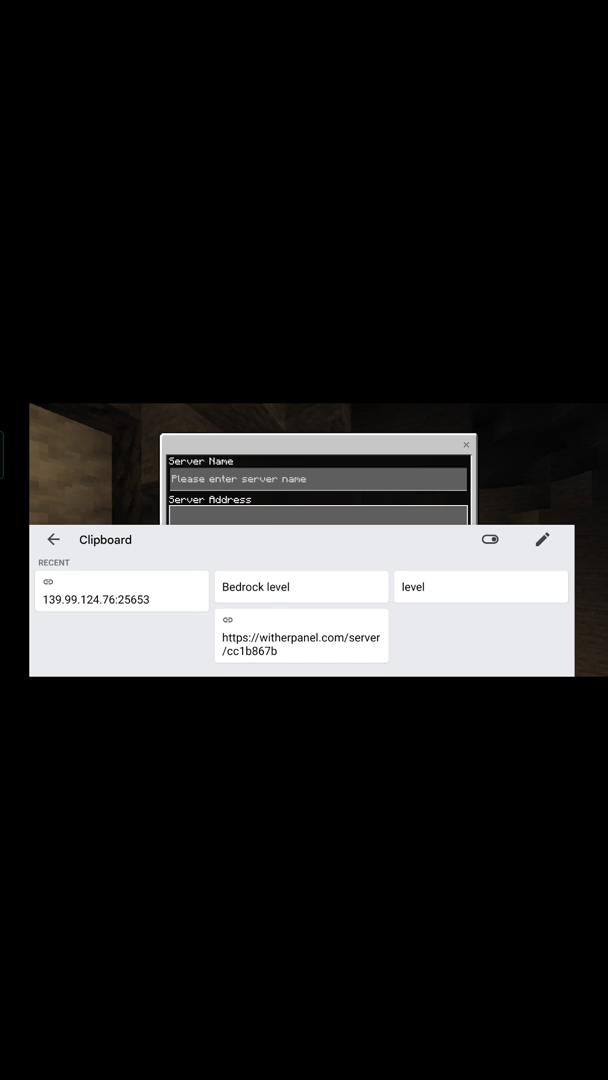 Server Name
Please enter server name
Server Address
Clipboard
RECENT
139.99.124.76:25653
Bedrock level
level
https://witherpanel.com/server
/cc1b867b